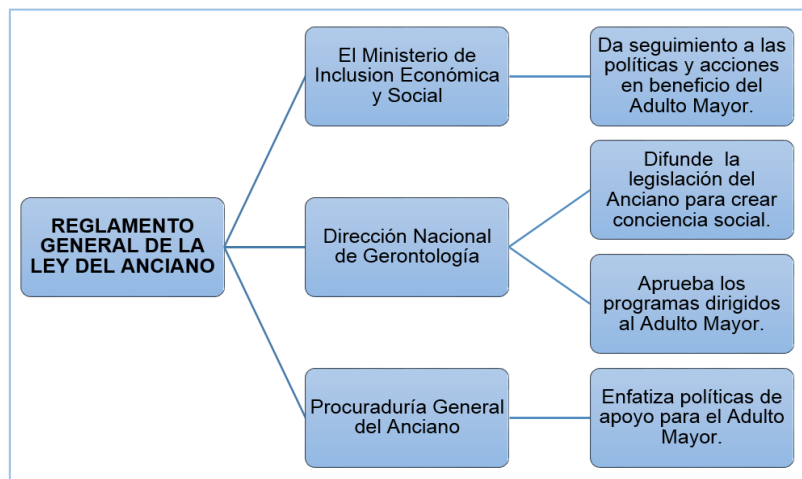 REGLAMENTO
GENERAL DE LA
LEY DEL ANCIANO
El Ministerio de
Inclusion Económica
y Social
Da seguimiento a las
políticas y acciones
en beneficio del
Adulto Mayor.
Dirección Nacional
de Gerontología
Difunde la
legislación del
Anciano para crear
conciencia social.
Aprueba los
programas dirigidos
al Adulto Mayor.
Procuraduría General
del Anciano
Enfatiza políticas de
apoyo para el Adulto
Mayor.